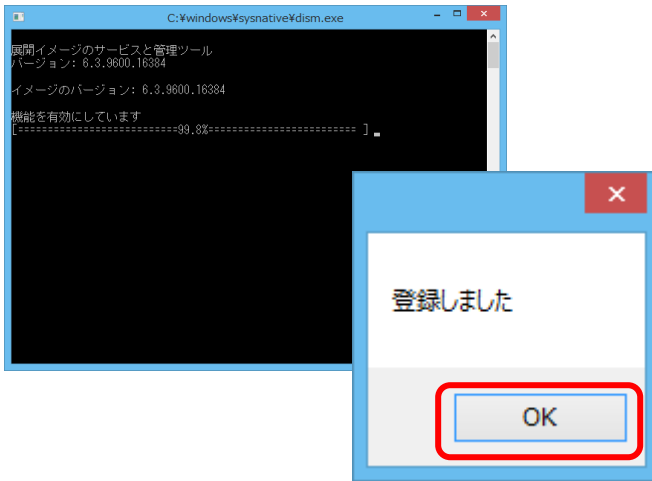 C:¥windows¥sysnative¥dism.exe
展開イメージのサービスと管理ツール
バージョン: 6.3.9600.16384
イメージのバージョン: 6.3.9600.16384
機能を有効にしています
[===========================99.8%========================= ]
登録しました
OK